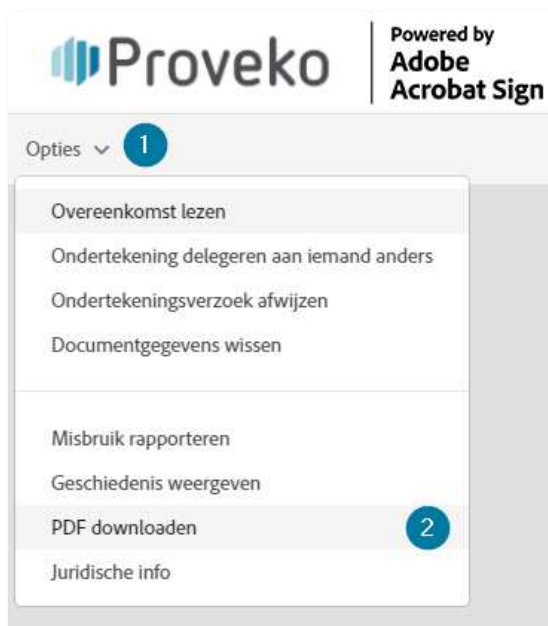 Proveko
Powered by
Adobe
Acrobat Sign
Opties
1
Overeenkomst lezen
Ondertekening delegeren aan iemand anders
Ondertekeningsverzoek afwijzen
Documentgegevens wissen
Misbruik rapporteren
Geschiedenis weergeven
PDF downloaden
2
Juridische info